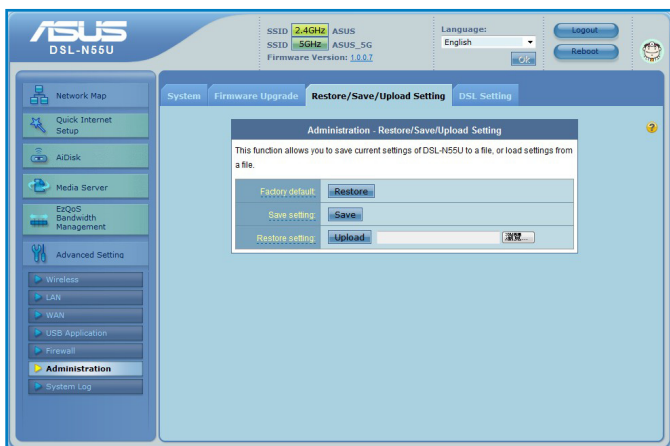 ASUS
DSL-N55U
SSID 2.4GHz ASUS
SSID 5GHz ASUS_5G
Firmware Version: 1.0.0.7
Language:
English
Ok
Logout
Reboot
Network Map
Quick Internet
Setup
AiDisk
Media Server
EzQoS
Bandwidth
Management
Advanced Setting
Wireless
LAN
WAN
USB Application
Firewall
Administration
System Log
System Firmware Upgrade Restore/Save/Upload Setting DSL Setting
Administration - Restore/Save/Upload Setting
This function allows you to save current settings of DSL-N55U to a file, or load settings from
a file.
Factory default: Restore
Save setting: Save
Restore setting: Upload 瀏覽...
?